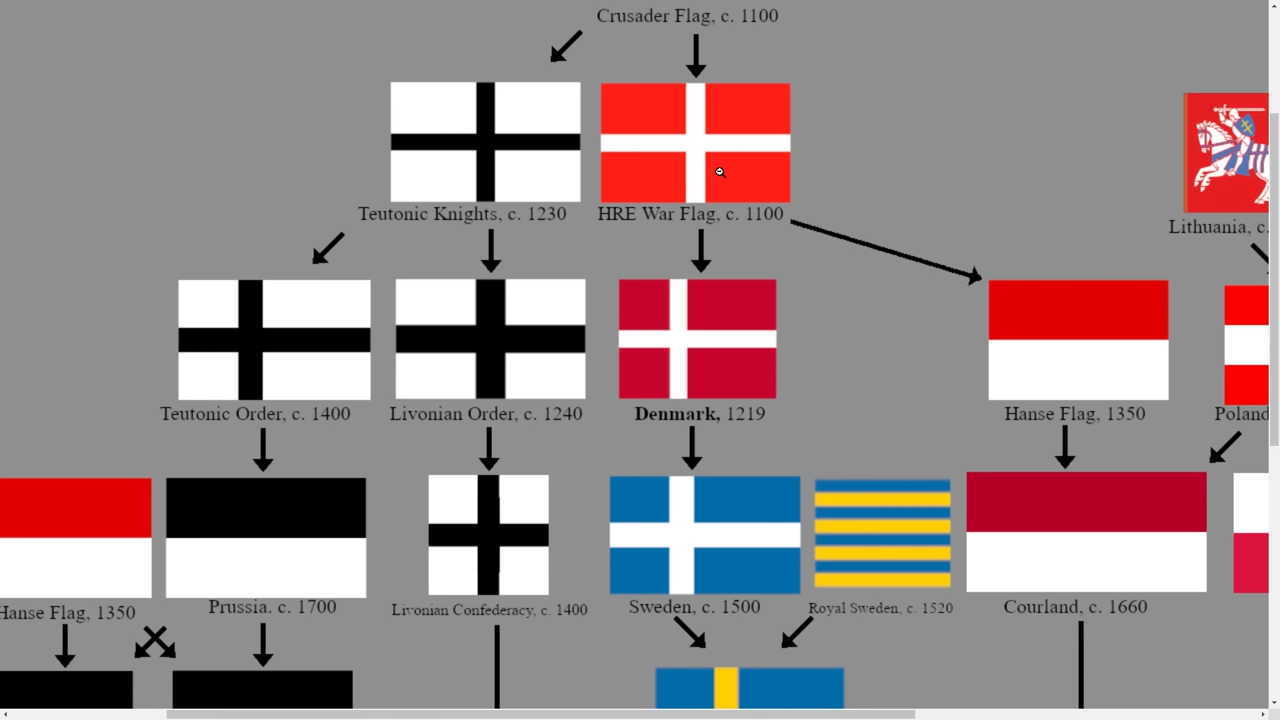 Crusader Flag, c. 1100
Teutonic Knights, c. 1230
HRE War Flag, c. 1100
Lithuania, c.
Teutonic Order, c. 1400
Livonian Order, c. 1240
Denmark, 1219
Hanse Flag, 1350
Poland
Hanse Flag, 1350
Prussia. c. 1700
Livonian Confederacy, c. 1400
Sweden, c. 1500
Royal Sweden, c. 1520
Courland, c. 1660